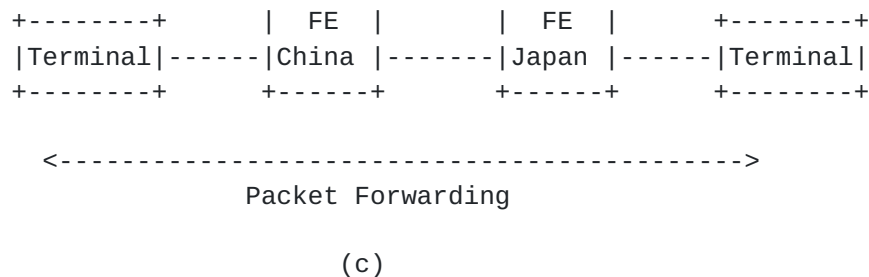 +--------+      |  FE  |       |  FE  |      +--------+
|Terminal|------|China |-------|Japan |------|Terminal|
+--------+      +------+       +------+      +--------+
<-------------------------------------------->
Packet Forwarding
(c)